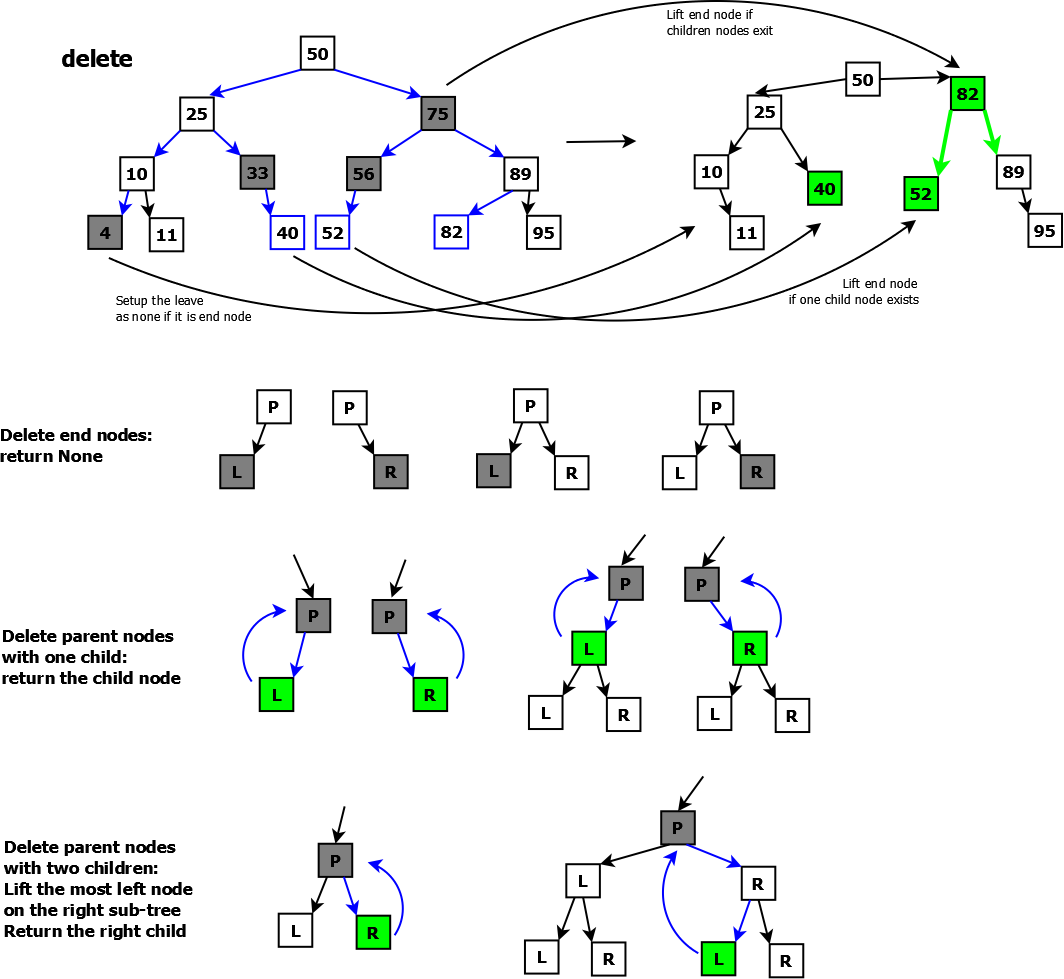 Lift end node if
children nodes exit
delete
50
50
82
75
25
25
10
33
56
89
10
40
52
89
4
11
40
52
82
95
11
95
Setup the leave
as none if it is end node
Lift end node
if one child node exists
P
P
P
P
Delete end nodes:
return None
L
R
L
R
L
R
P
P
P
P
Delete parent nodes
with one child:
return the child node
L
R
L
R
L
R
L
R
P
P
Delete parent nodes
with two children:
Lift the most left node
on the right sub-tree
Return the right child
L
R
L
R
L
R
L
R